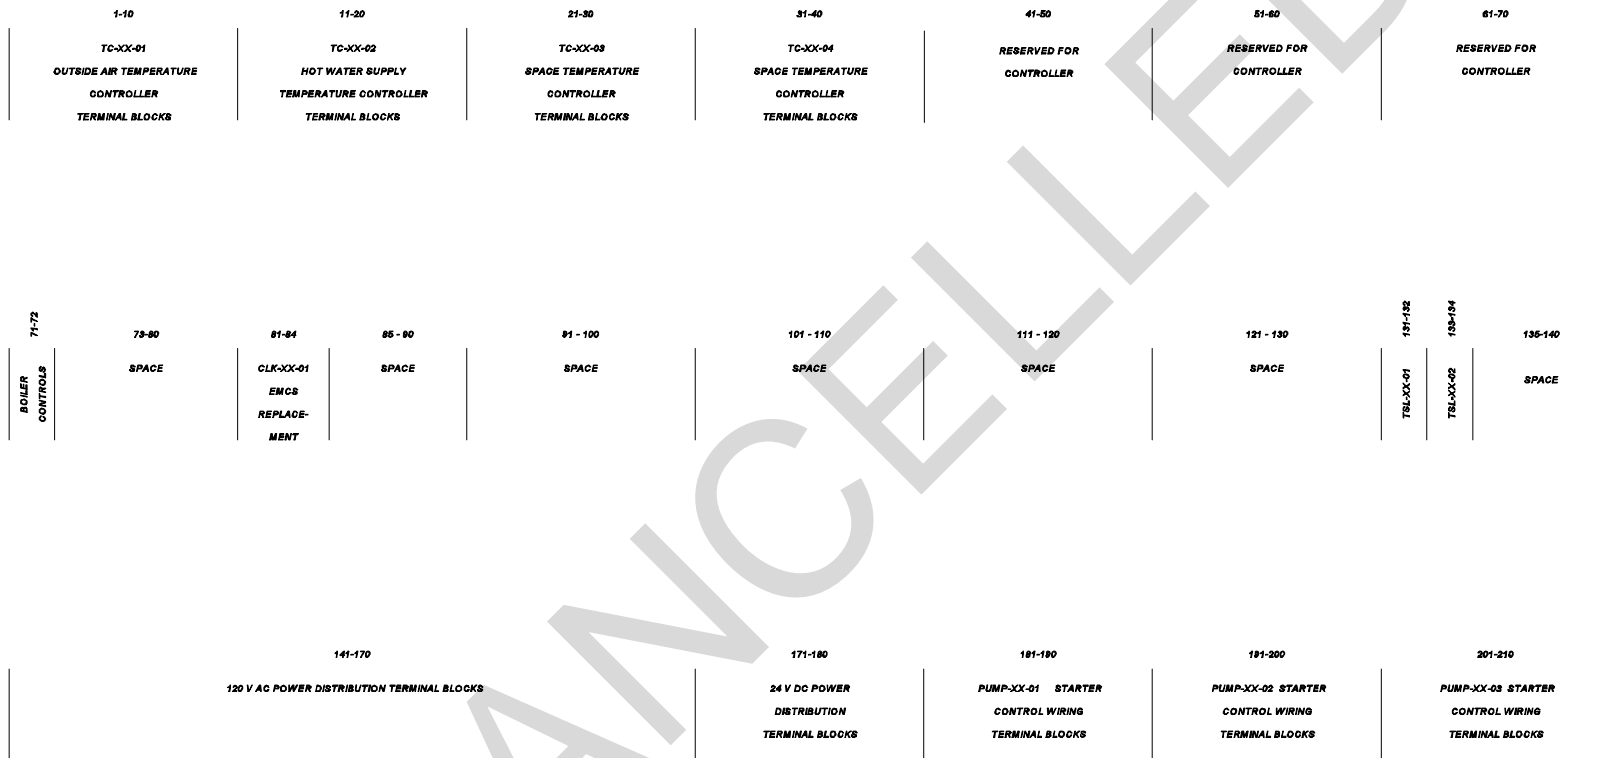 1-10 11-20 21-30 31-40 41-50 51-60 61-70
TC-XX-01
OUTSIDE AIR TEMPERATURE
CONTROLLER
TERMINAL BLOCKS
TC-XX-02
HOT WATER SUPPLY
TEMPERATURE CONTROLLER
TERMINAL BLOCKS
TC-XX-03
SPACE TEMPERATURE
CONTROLLER
TERMINAL BLOCKS
TC-XX-04
SPACE TEMPERATURE
CONTROLLER
TERMINAL BLOCKS
RESERVED FOR
CONTROLLER
RESERVED FOR
CONTROLLER
RESERVED FOR
CONTROLLER
71-72
73-80
81-84
85 - 90
91 - 100
101 - 110
111 - 120
121 - 130
131-132
133-134
135-140
BOILER
CONTROLS
SPACE
CLK-XX-01
EMCS
REPLACE-
MENT
SPACE
SPACE
SPACE
SPACE
SPACE
TSL-XX-01
TSL-XX-02
SPACE
141-170
171-180
181-190
191-200
201-210
120 V AC POWER DISTRIBUTION TERMINAL BLOCKS
24 V DC POWER
DISTRIBUTION
TERMINAL BLOCKS
PUMP-XX-01 STARTER
CONTROL WIRING
TERMINAL BLOCKS
PUMP-XX-02 STARTER
CONTROL WIRING
TERMINAL BLOCKS
PUMP-XX-03 STARTER
CONTROL WIRING
TERMINAL BLOCKS
ANCELLED